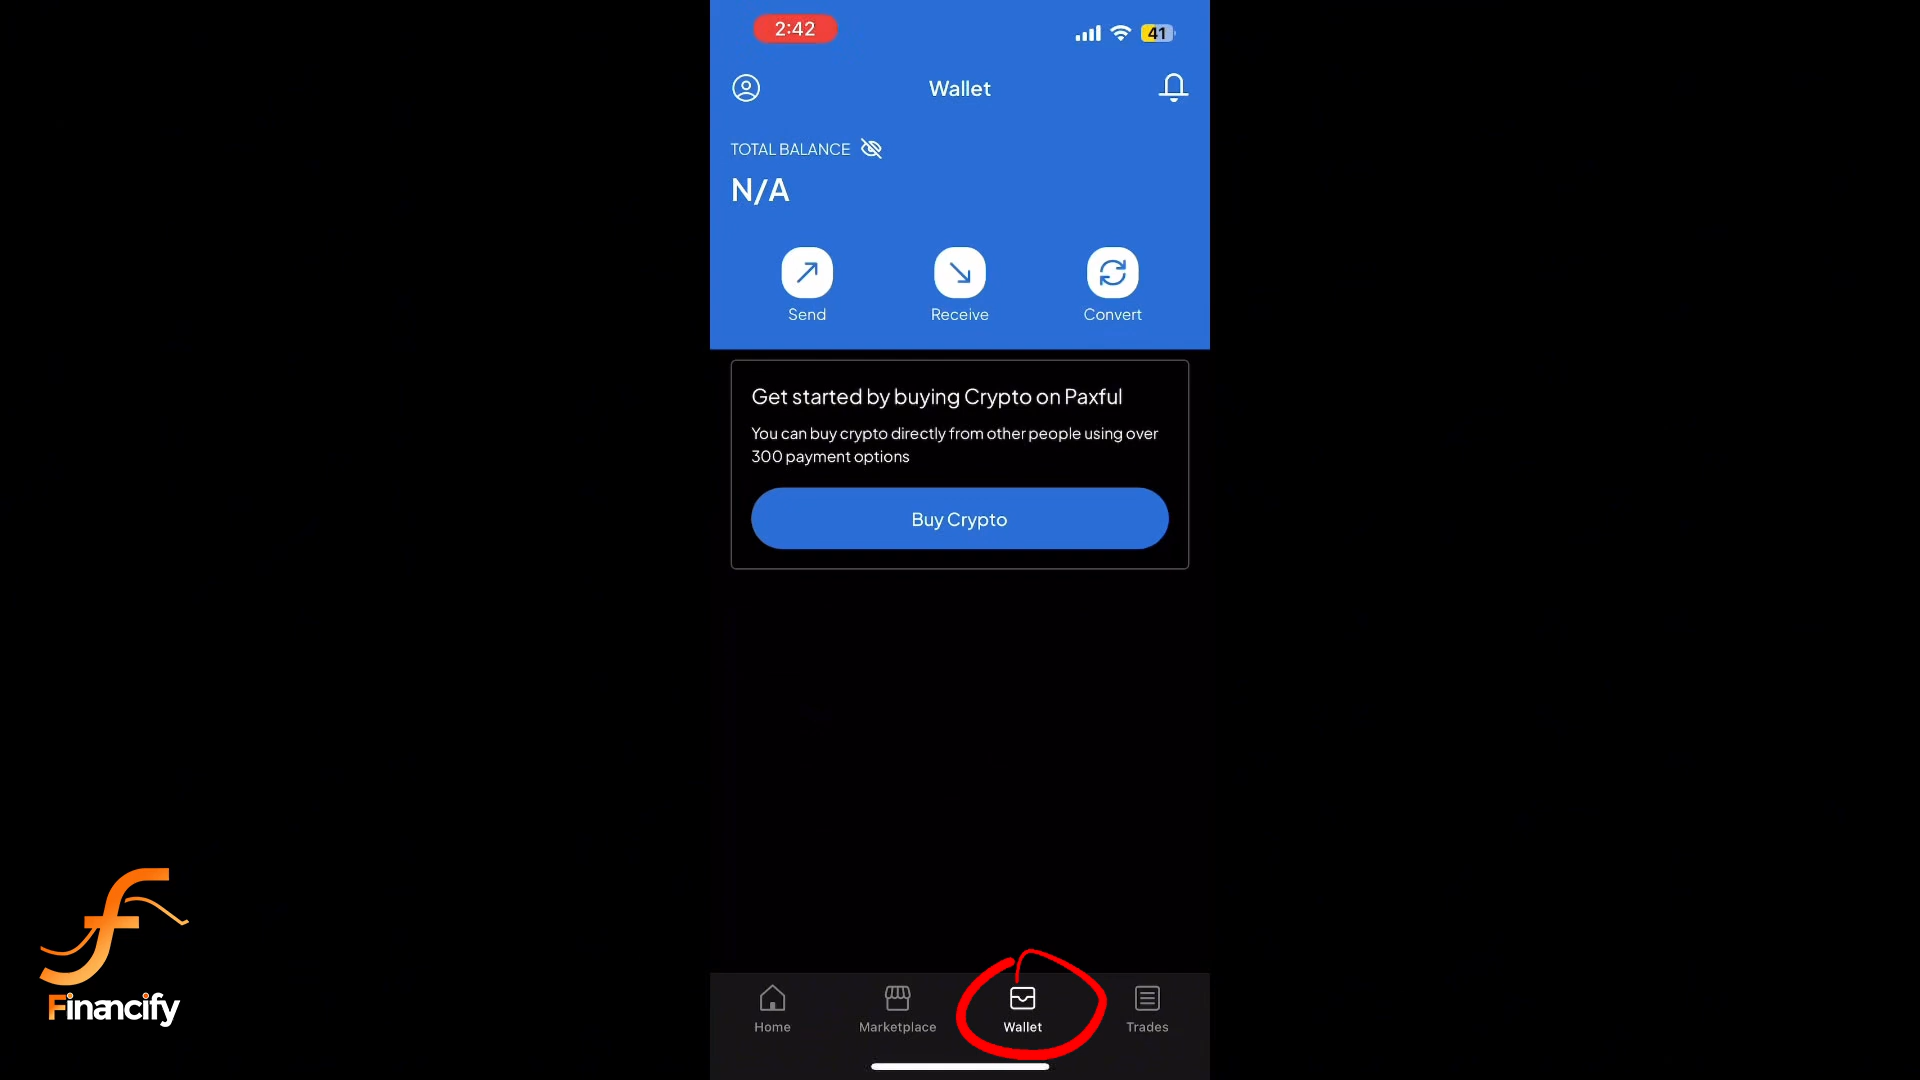 2:42
41
Wallet
TOTAL BALANCE
N/A
Send
Receive
Convert
Get started by buying Crypto on Paxful
You can buy crypto directly from other people using over
300 payment options
Buy Crypto
Home
Marketplace
Wallet
Trades
Financify